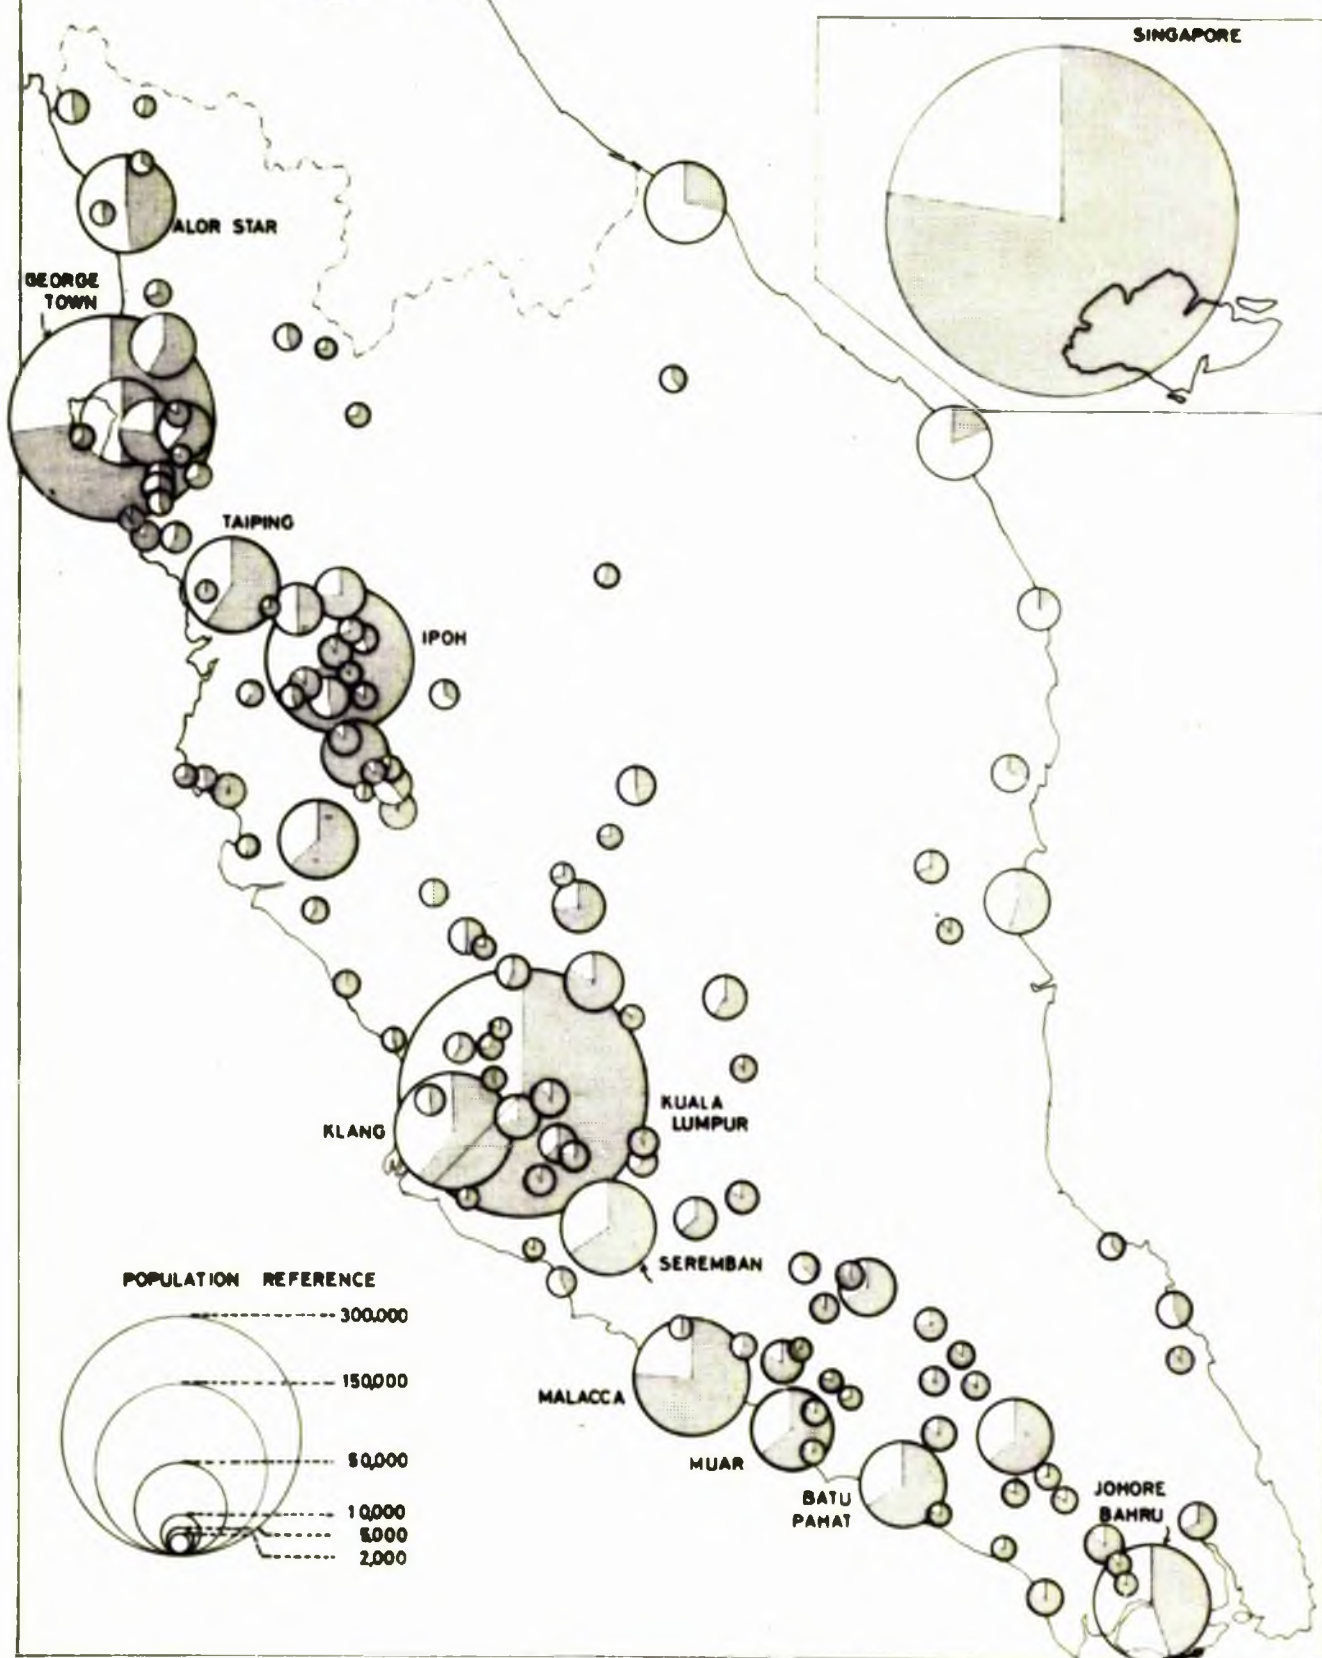 SINGAPORE
ALOR STAR
GEORGE
TOWN
TAIPING
IPOH
KUALA
LUMPUR
KLANG
SEREMBAN
POPULATION REFERENCE
300,000
150,000
50,000
10,000
5,000
2,000
MALACCA
MUAR
BATU
PAHAT
JOHORE
BAHRU